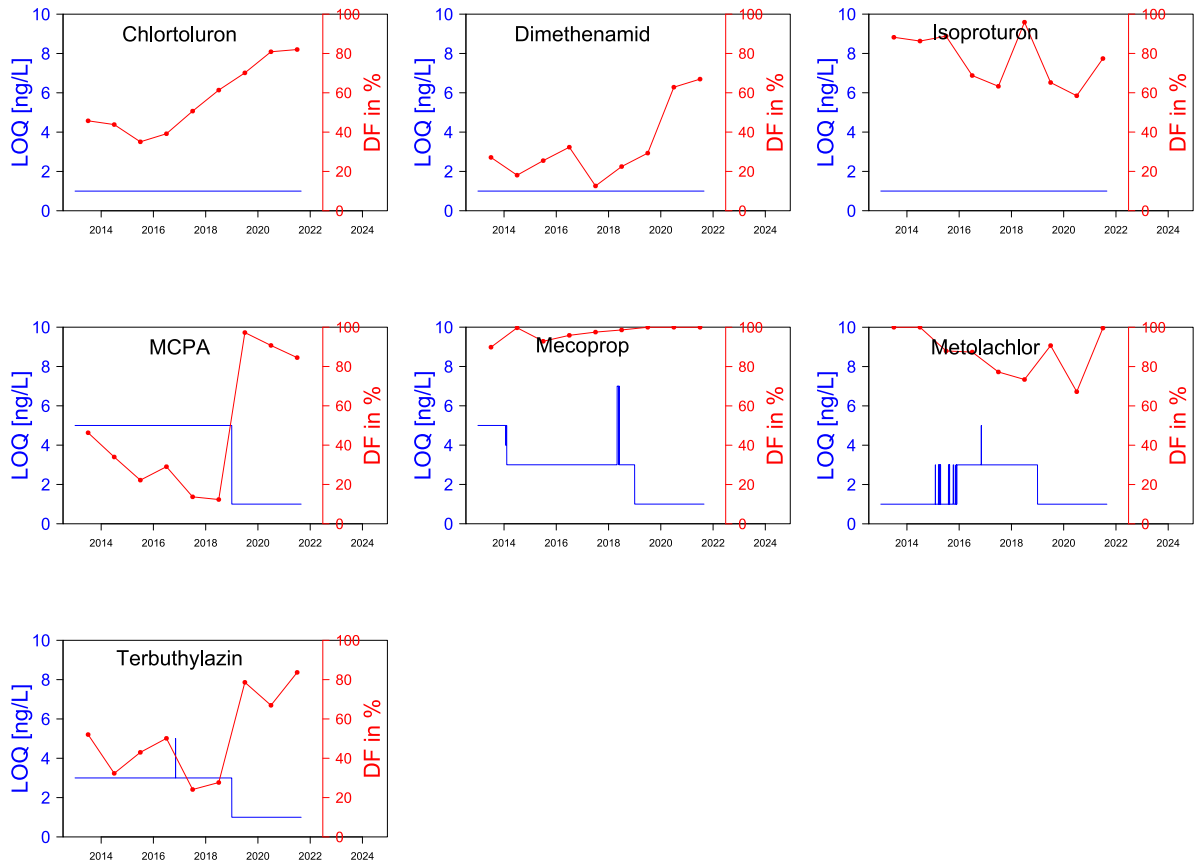 Chlortoluron
LOQ [ng/L]
0 2 4 6 8 10
DF in %
0 20 40 60 80 100
2014 2016 2018 2020 2022 2024
Dimethenamid
LOQ [ng/L]
0 2 4 6 8 10
DF in %
0 20 40 60 80 100
2014 2016 2018 2020 2022 2024
Isoproturon
LOQ [ng/L]
0 2 4 6 8 10
DF in %
0 20 40 60 80 100
2014 2016 2018 2020 2022 2024
MCPA
LOQ [ng/L]
0 2 4 6 8 10
DF in %
0 20 40 60 80 100
2014 2016 2018 2020 2022 2024
Mecoprop
LOQ [ng/L]
0 2 4 6 8 10
DF in %
0 20 40 60 80 100
2014 2016 2018 2020 2022 2024
Metolachlor
LOQ [ng/L]
0 2 4 6 8 10
DF in %
0 20 40 60 80 100
2014 2016 2018 2020 2022 2024
Terbuthylazin
LOQ [ng/L]
0 2 4 6 8 10
DF in %
0 20 40 60 80 100
2014 2016 2018 2020 2022 2024